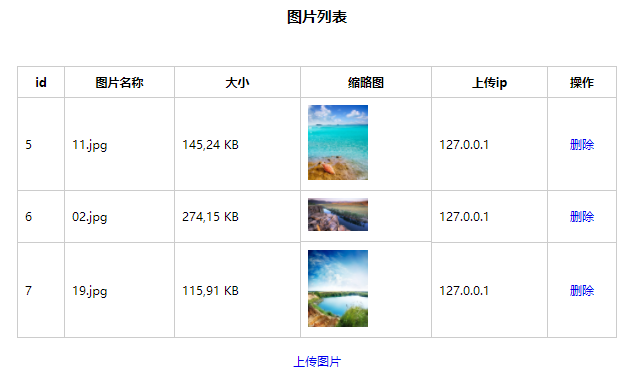 图片列表
id 图片名称 大小 缩略图 上传ip 操作
5 11.jpg 145,24 KB 127.0.0.1 删除
6 02.jpg 274,15 KB 127.0.0.1 删除
7 19.jpg 115,91 KB 127.0.0.1 删除
上传图片